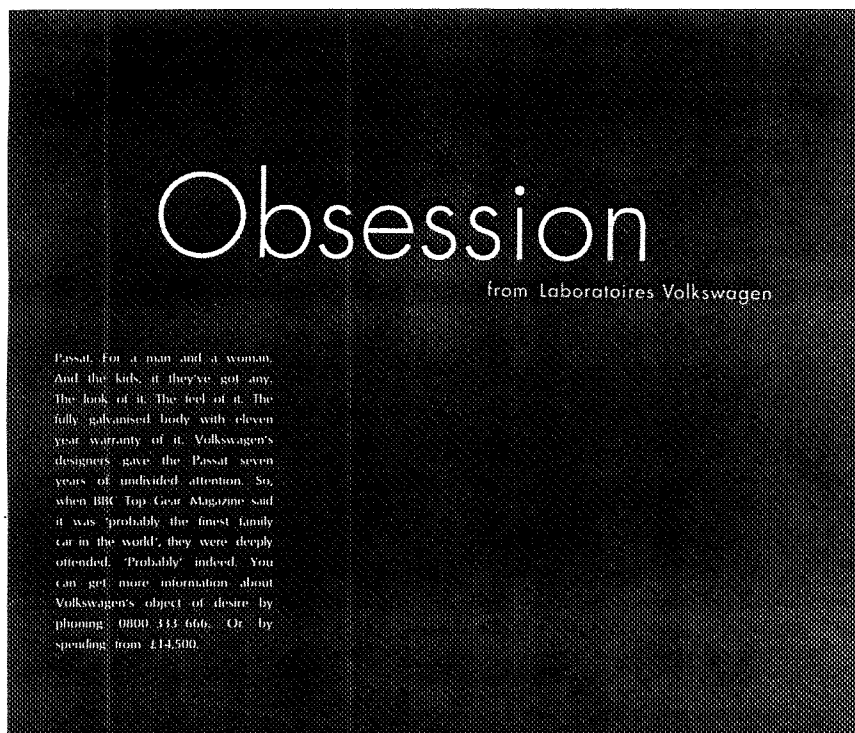 Obsession
from Laboratoires Volkswagen
Passat. For a man and a woman.
And the kids, if they've got any.
The look of it. The feel of it. The
fully galvanised body with eleven
year warranty of it. Volkswagen's
designers gave the Passat seven
years of undivided attention. So,
when BBC Top Gear Magazine said
it was 'probably the finest family
car in the world', they were deeply
offended. 'Probably' indeed. You
can get more information about
Volkswagen's object of desire by
phoning 0800 333 666. Or by
spending from £14,500.